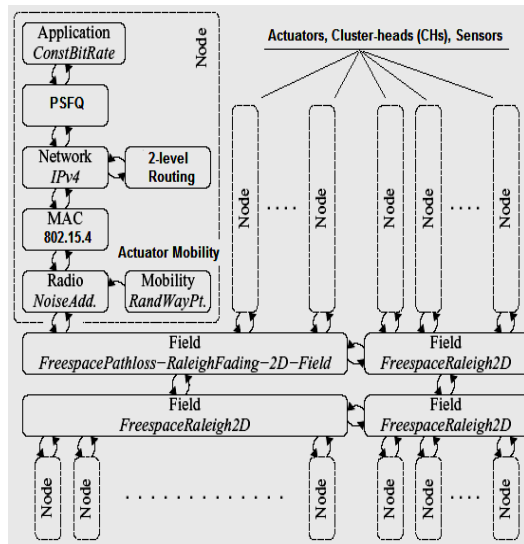 Application
ConstBitRate
Node
Actuators, Cluster-heads (CHs), Sensors
PSFQ
Network
IPv4
2-level
Routing
MAC
802.15.4
Actuator Mobility
Radio
NoiseAdd.
Mobility
RandWayPt.
Node
. . . .
Node
Node
Node
. . . .
Node
Field
FreespacePathloss-RaleighFading-2D-Field
Field
FreespaceRaleigh2D
Field
FreespaceRaleigh2D
Field
FreespaceRaleigh2D
Node
Node
. . . . . . . . . . . . .
Node
Node
Node
. . . .
Node